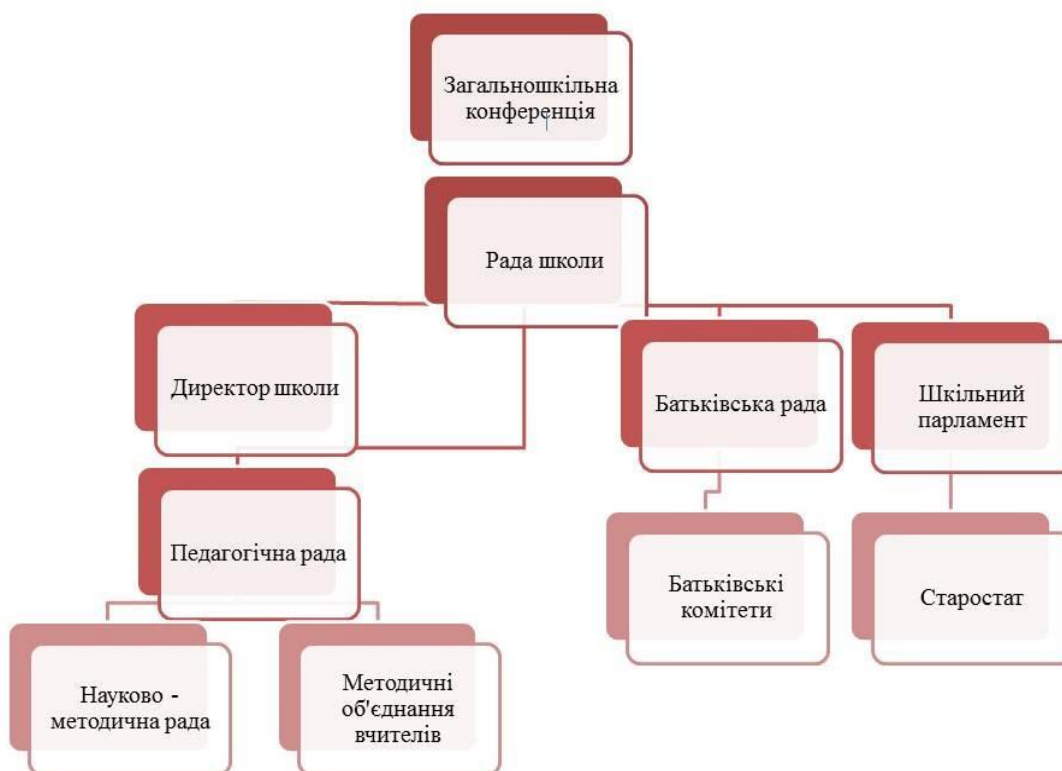 Загальношкільна
конференція
Рада школи
Директор школи
Батьківська рада
Шкільний
парламент
Педагогічна рада
Батьківські
комітети
Старостат
Науково -
методична рада
Методичні
об'єднання
вчителів